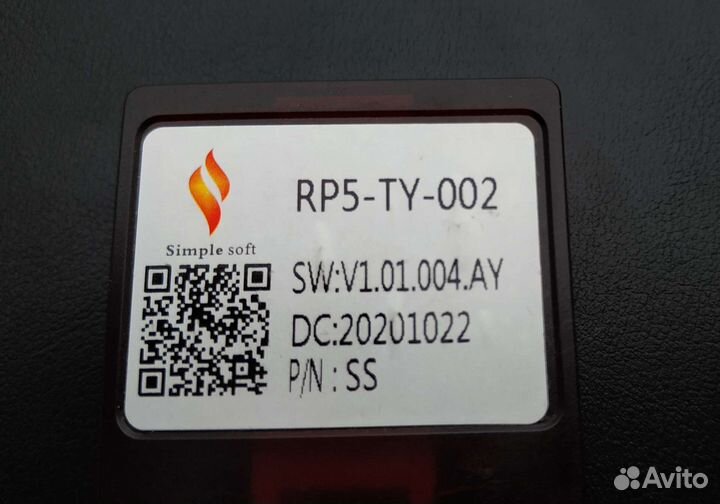 RP5-TY-002
Simple soft
SW:V1.01.004.AY
DC:20201022
P/N : SS
Avito